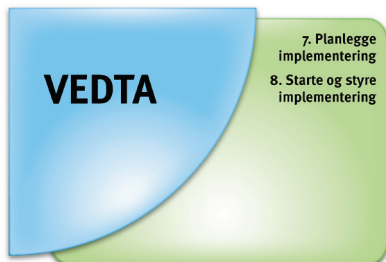 VEDTA
7. Planlegge
implementering
8. Starte og styre
implementering